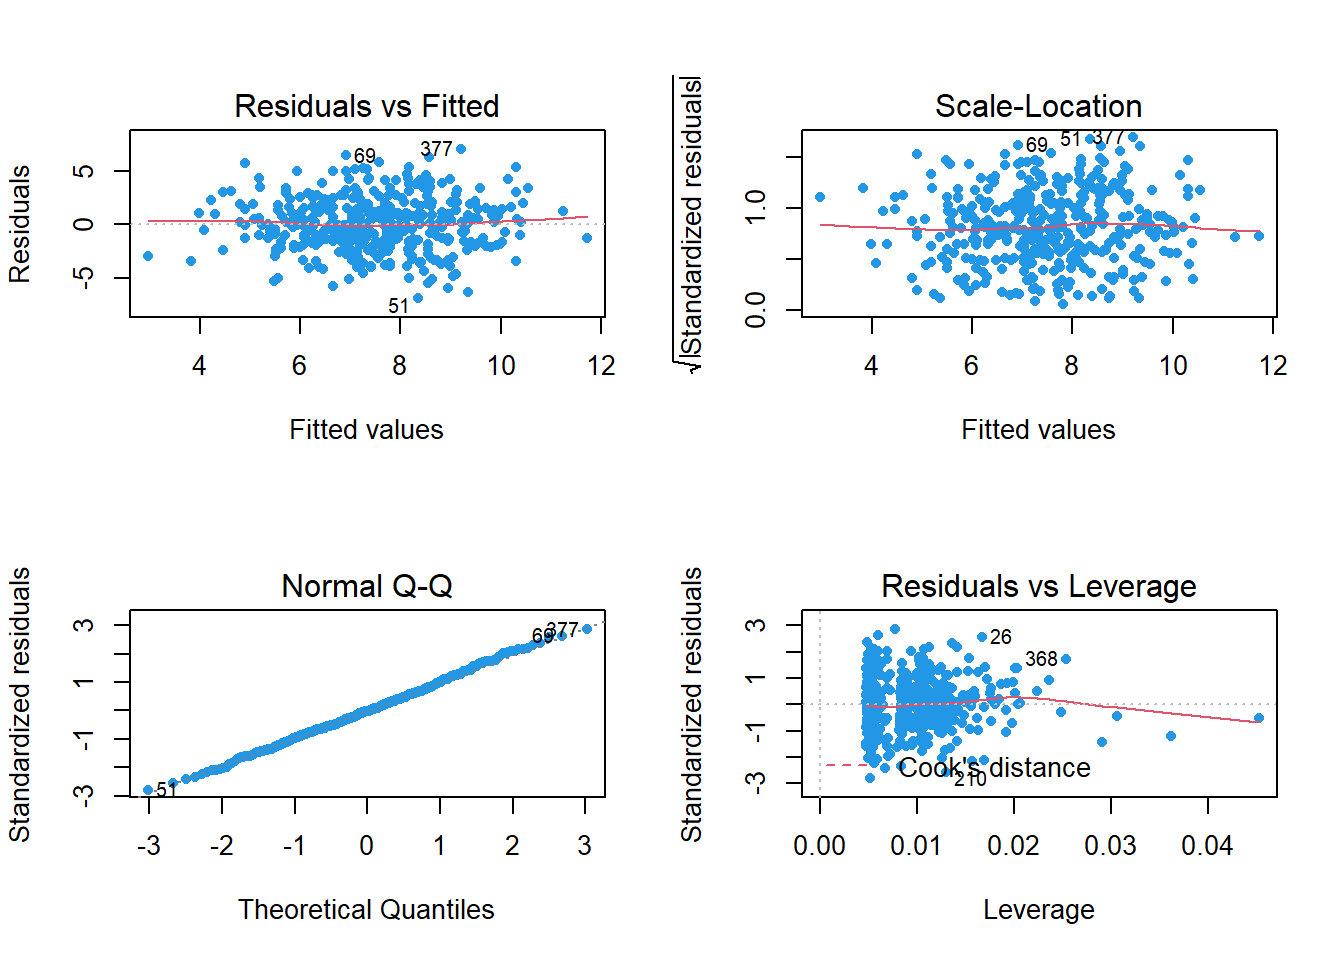 Residuals vs Fitted
Residuals
5
0
-5
69
377
51
4 6 8 10 12
Fitted values
Scale-Location
√|Standardized residuals|
1.0
0.0
69
51
377
4 6 8 10 12
Fitted values
Normal Q-Q
Standardized residuals
3
1
-1
-3
69
377
51
-3 -2 -1 0 1 2 3
Theoretical Quantiles
Residuals vs Leverage
Standardized residuals
3
1
-1
-3
26
368
Cook's distance
210
0.00 0.01 0.02 0.03 0.04
Leverage